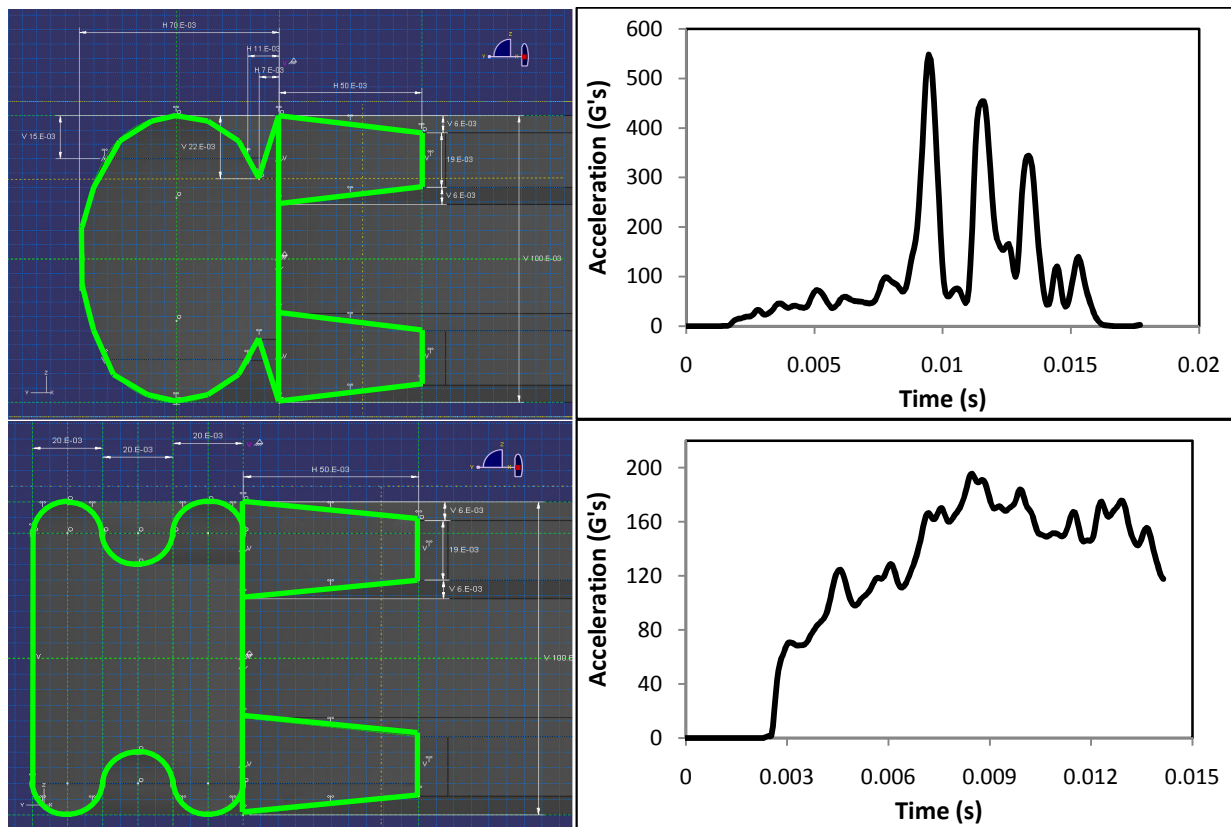 H 70.E-03
H 11.E-03
H 7.E-03
H 50.E-03
V 15.E-03
V 22.E-03
V 6.E-03
19.E-03
V 6.E-03
V 100.E-03
Acceleration (G's)
600
500
400
300
200
100
0
0
0.005
0.01
0.015
0.02
Time (s)
20.E-03
20.E-03
20.E-03
H 50.E-03
V 6.E-03
19.E-03
V 6.E-03
V 100.E
Acceleration (G's)
200
160
120
80
40
0
0
0.003
0.006
0.009
0.012
0.015
Time (s)